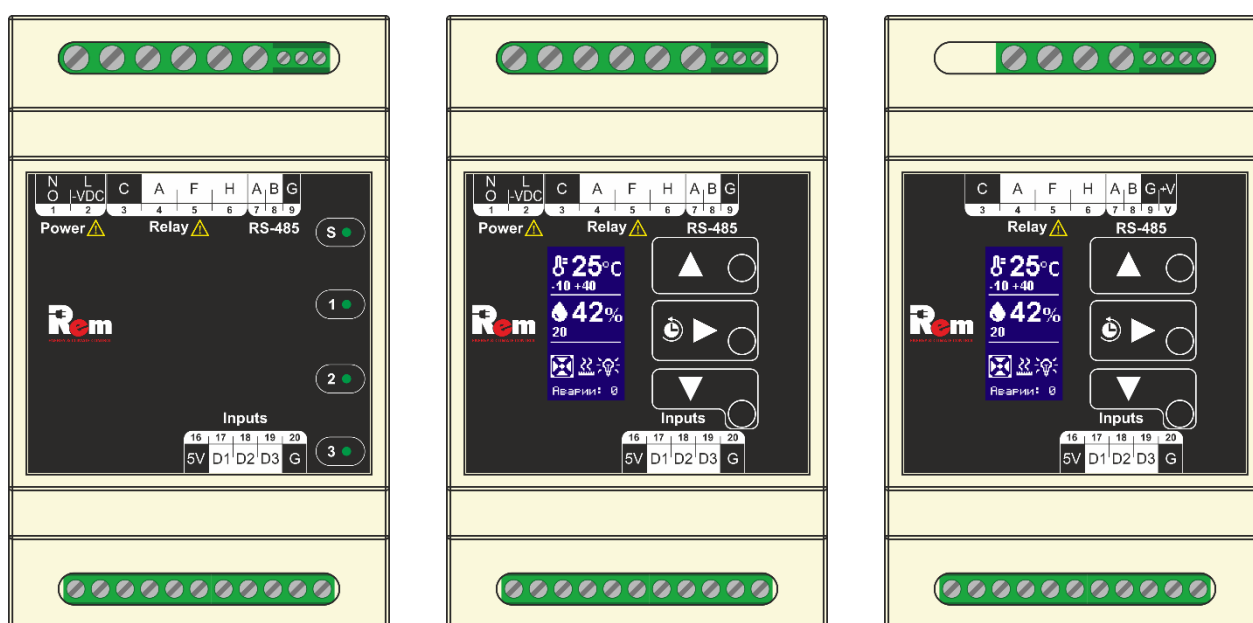 N L C A F H A B G
O -VDC
1 2 3 4 5 6 7 8 9
Power Relay RS-485
S
1
Rem
2
Inputs
16 17 18 19 20
5V D1 D2 D3 G
3
N L C A F H A B G
O -VDC
1 2 3 4 5 6 7 8 9
Power Relay RS-485
25°C
-10 +40
42%
20
Rem
Аварии: 0
Inputs
16 17 18 19 20
5V D1 D2 D3 G
C A F H A B G +V
3 4 5 6 7 8 9 V
Relay RS-485
25°C
-10 +40
42%
20
Rem
Аварии: 0
Inputs
16 17 18 19 20
5V D1 D2 D3 G